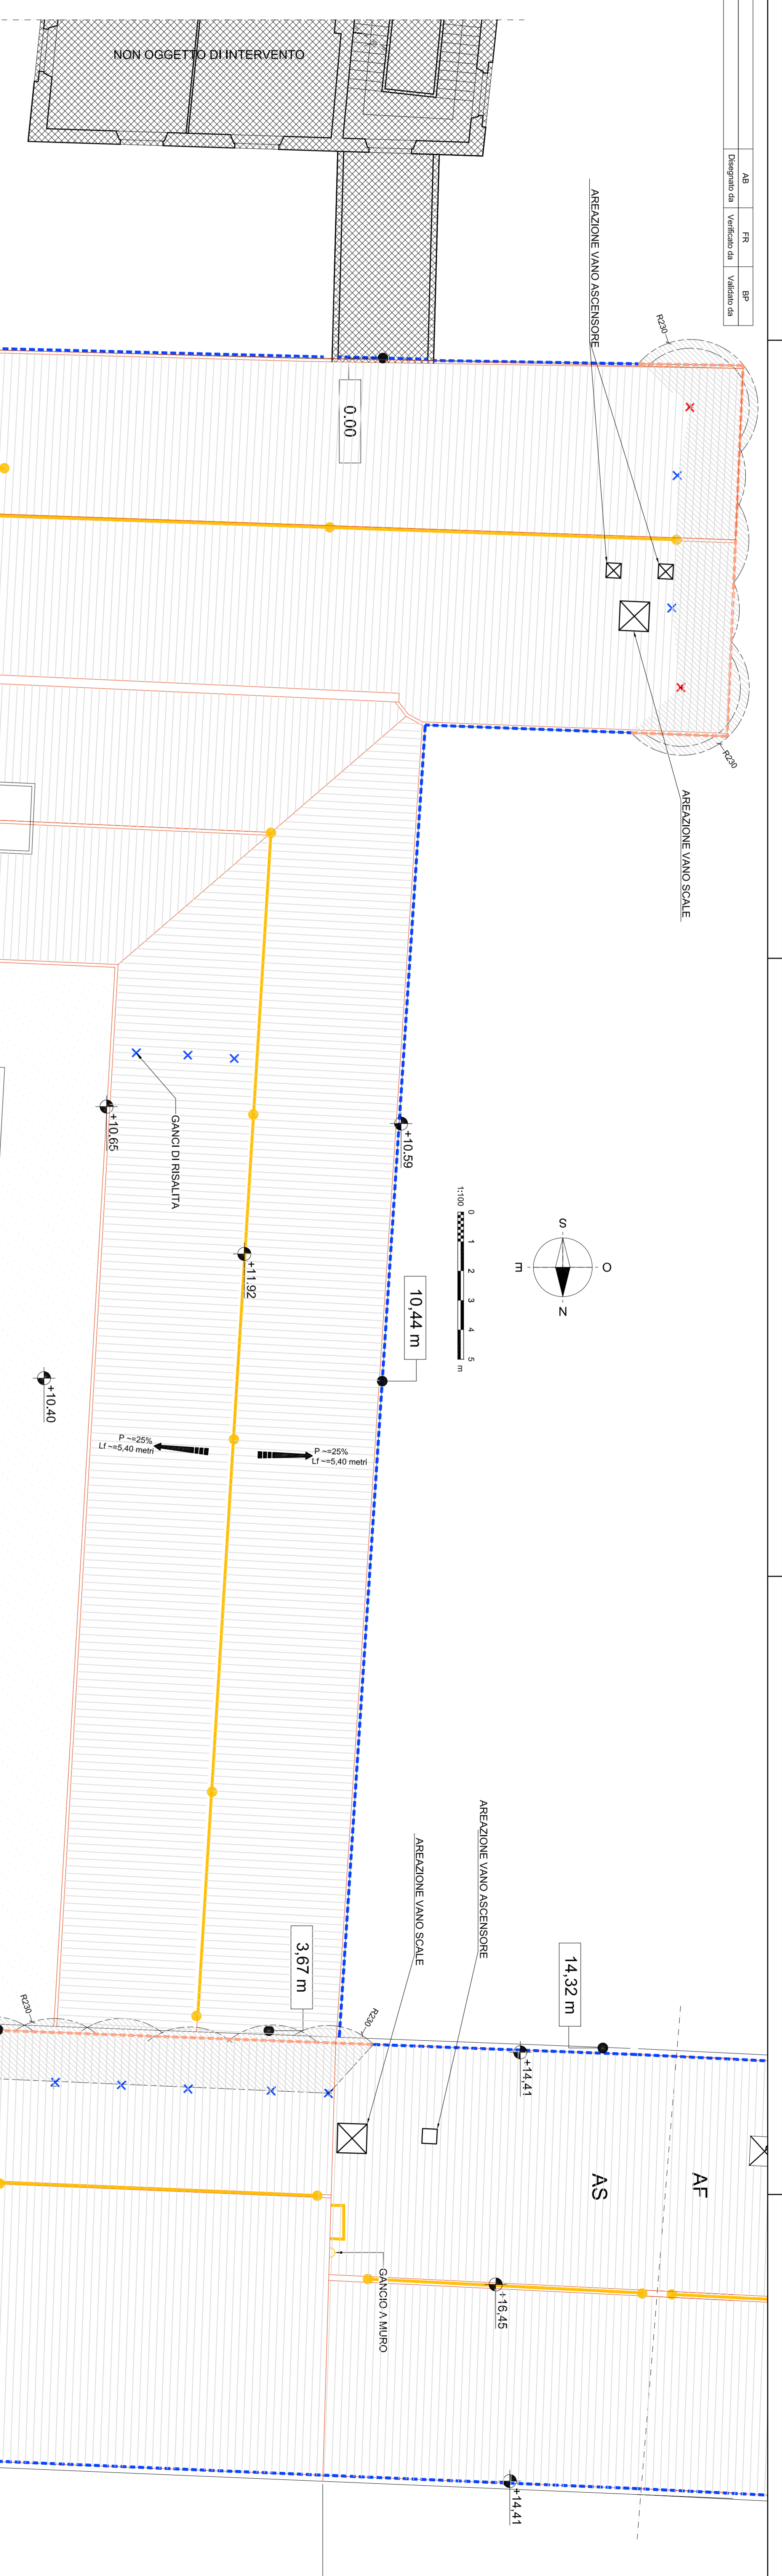 NON OGGETTO DI INTERVENTO
AB
FR
BP
Disegnato da
Verificato da
Validato da
AREAZIONE VANO ASCENSORE
R230
0.00
R230
AREAZIONE VANO SCALE
GANCI DI RISALITA
+10.65
+10.59
1:100
0
1
2
3
4
5
m
S
O
E
N
+11.92
10,44 m
+10.40
P ~=25%
Lf ~=5,40 metri
P ~=25%
Lf ~=5,40 metri
AREAZIONE VANO ASCENSORE
AREAZIONE VANO SCALE
3,67 m
14,32 m
R230
R230
+14,41
AS
AF
GANCIO A MURO
+16,45
+14,41